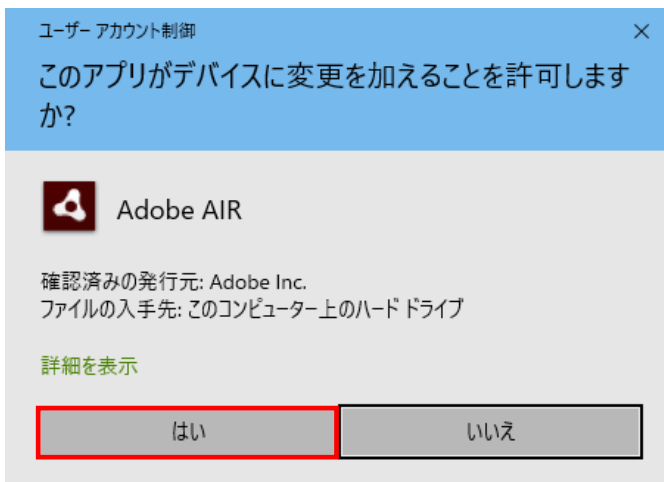 ユーザー アカウント制御
このアプリがデバイスに変更を加えることを許可します
か?
Adobe AIR
確認済みの発行元: Adobe Inc.
ファイルの入手先: このコンピューター上のハード ドライブ
詳細を表示
はい
いいえ